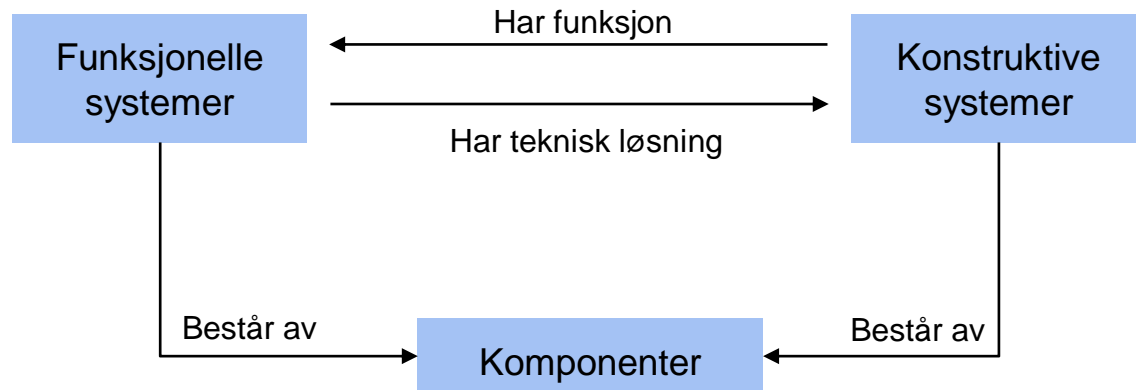 Har funksjon
Funksjonelle
systemer
Konstruktive
systemer
Har teknisk løsning
Består av
Består av
Komponenter